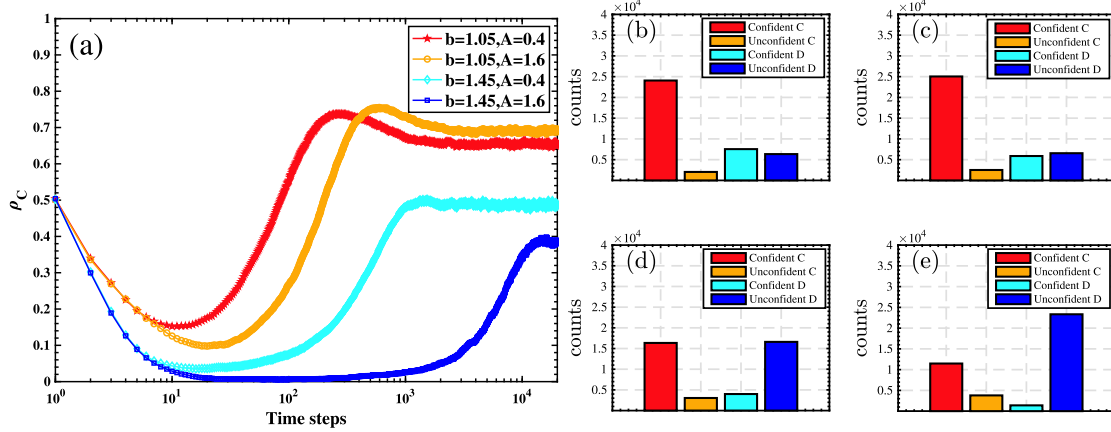 (a)
b=1.05,A=0.4
b=1.05,A=1.6
b=1.45,A=0.4
b=1.45,A=1.6
1
0.9
0.8
0.7
0.6
0.5
0.4
0.3
0.2
0.1
0
ρC
10^0
10^1
10^2
10^3
10^4
Time steps
×10^4
(b)
Confident C
Unconfident C
Confident D
Unconfident D
4
3.5
3
2.5
2
1.5
1
0.5
counts
×10^4
(c)
Confident C
Unconfident C
Confident D
Unconfident D
4
3.5
3
2.5
2
1.5
1
0.5
counts
×10^4
(d)
Confident C
Unconfident C
Confident D
Unconfident D
4
3.5
3
2.5
2
1.5
1
0.5
counts
×10^4
(e)
Confident C
Unconfident C
Confident D
Unconfident D
4
3.5
3
2.5
2
1.5
1
0.5
counts